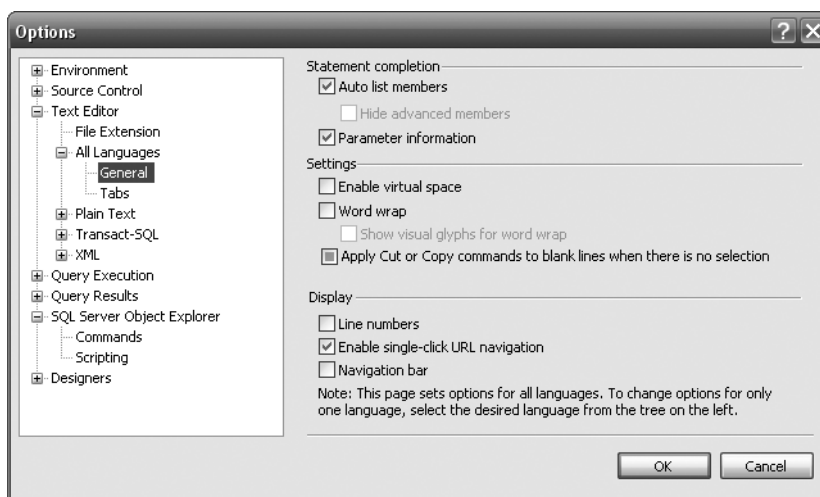 Options
Environment
Source Control
Text Editor
File Extension
All Languages
General
Tabs
Plain Text
Transact-SQL
XML
Query Execution
Query Results
SQL Server Object Explorer
Commands
Scripting
Designers
Statement completion
Auto list members
Hide advanced members
Parameter information
Settings
Enable virtual space
Word wrap
Show visual glyphs for word wrap
Apply Cut or Copy commands to blank lines when there is no selection
Display
Line numbers
Enable single-click URL navigation
Navigation bar
Note: This page sets options for all languages. To change options for only
one language, select the desired language from the tree on the left.
OK
Cancel